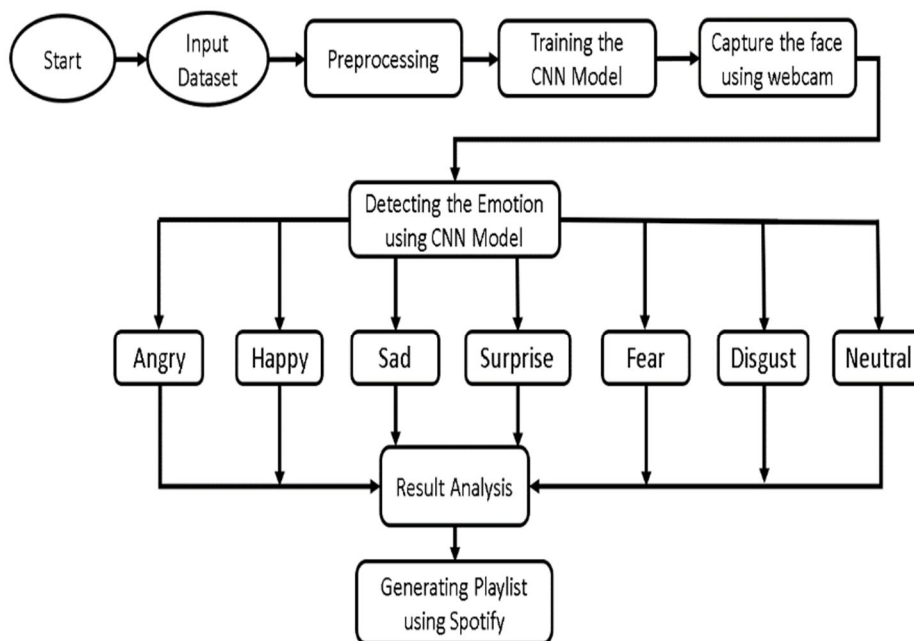 Start
Input
Dataset
Preprocessing
Training the
CNN Model
Capture the face
using webcam
Detecting the Emotion
using CNN Model
Angry
Happy
Sad
Surprise
Fear
Disgust
Neutral
Result Analysis
Generating Playlist
using Spotify